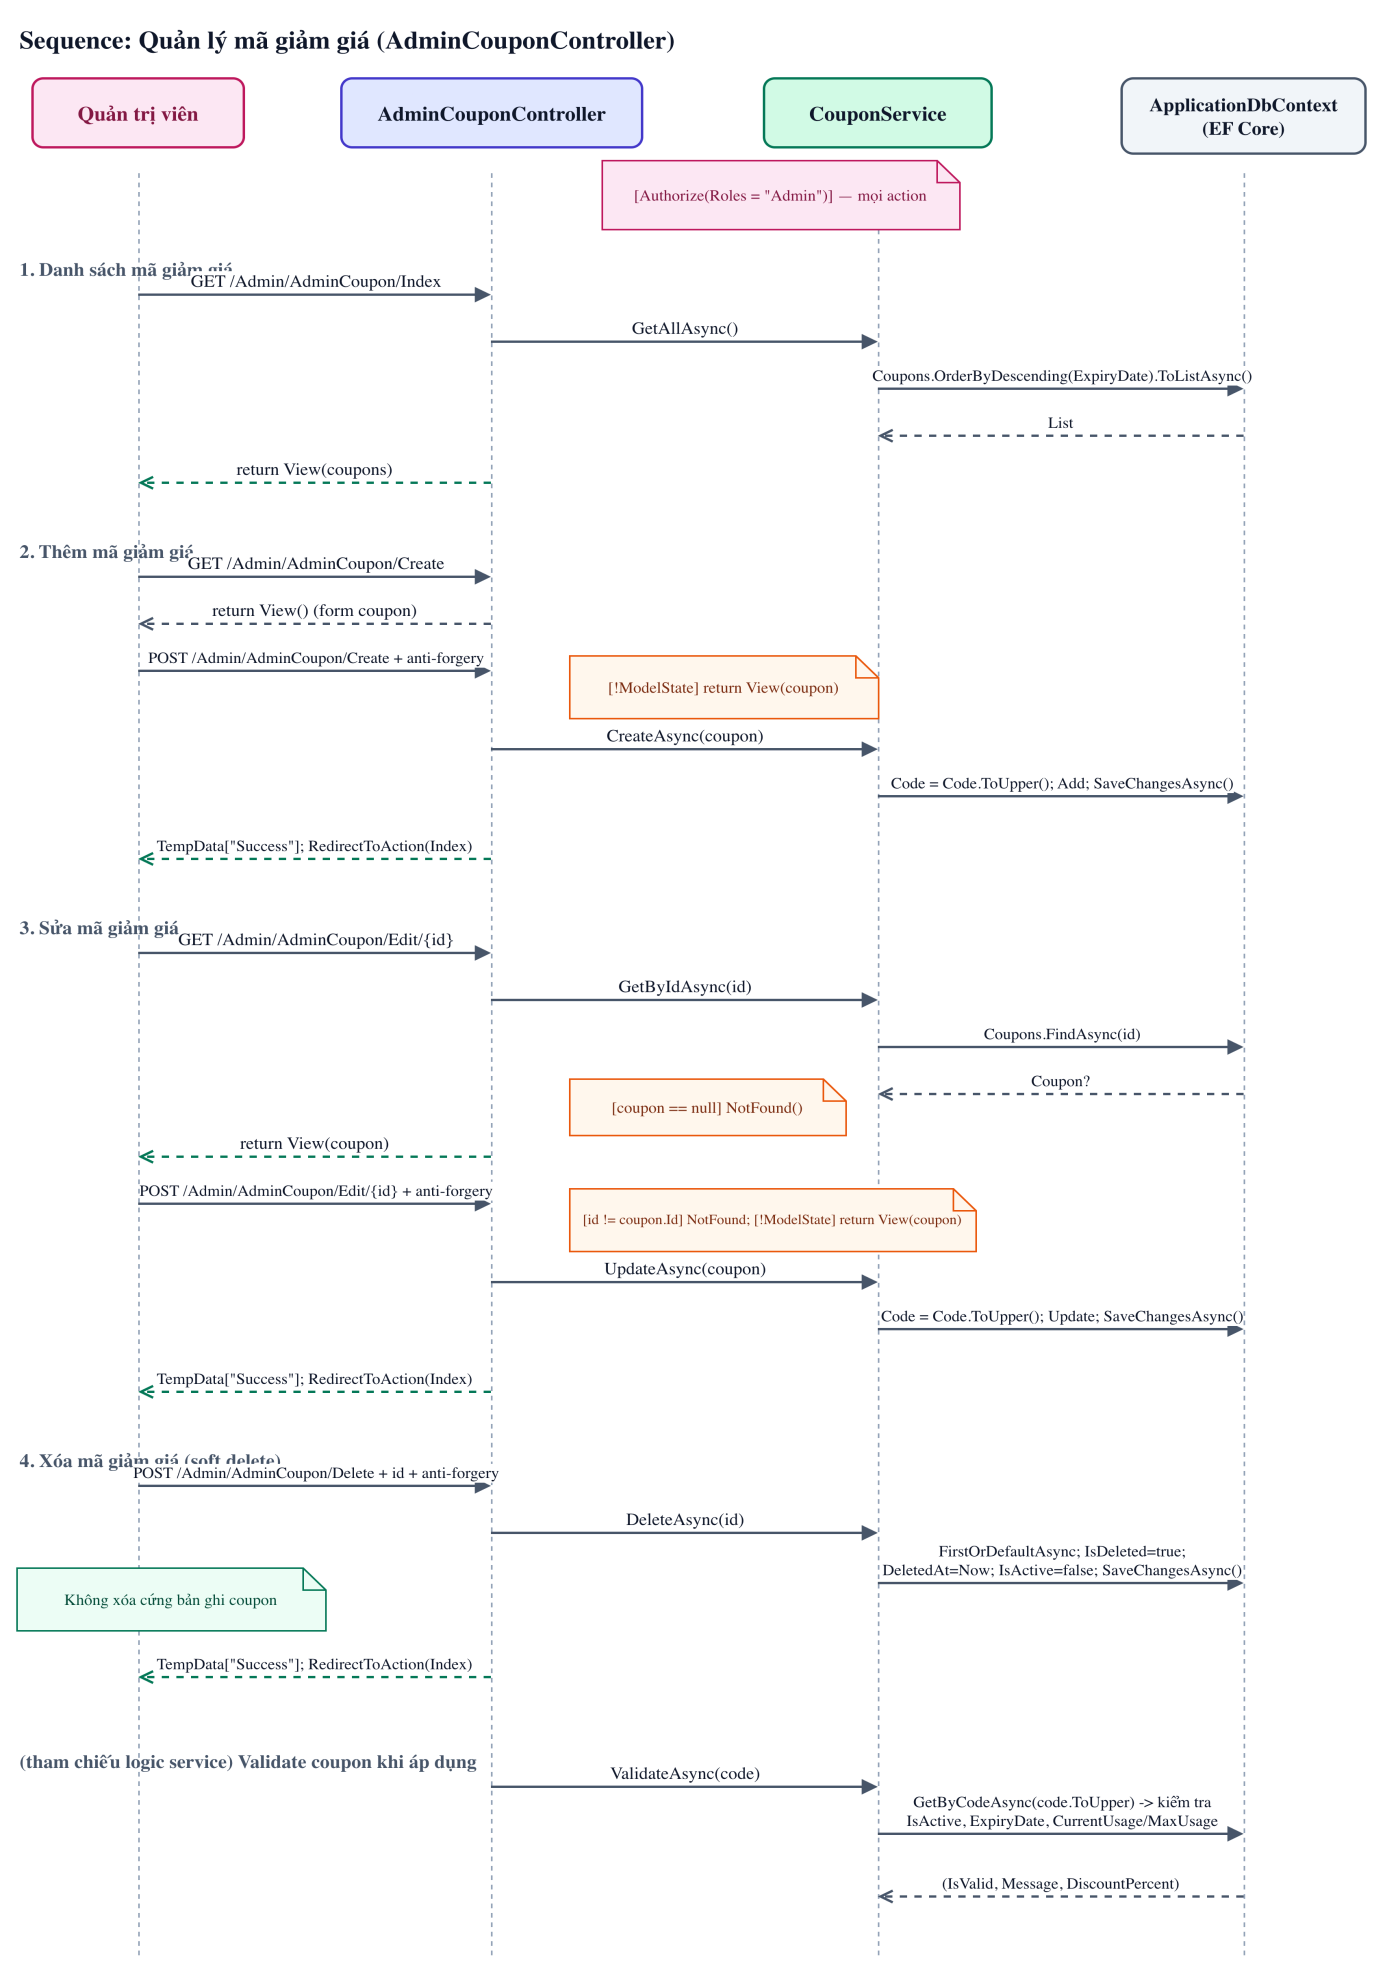 Sequence: Quản lý mã giảm giá (AdminCouponController)
Quản trị viên
AdminCouponController
CouponService
ApplicationDbContext
(EF Core)
[Authorize(Roles = "Admin")] — mọi action
1. Danh sách mã giảm giá
GET /Admin/AdminCoupon/Index
GetAllAsync()
Coupons.OrderByDescending(ExpiryDate).ToListAsync()
List
return View(coupons)
2. Thêm mã giảm giá
GET /Admin/AdminCoupon/Create
return View() (form coupon)
POST /Admin/AdminCoupon/Create + anti-forgery
[!ModelState] return View(coupon)
CreateAsync(coupon)
Code = Code.ToUpper(); Add; SaveChangesAsync()
TempData["Success"]; RedirectToAction(Index)
3. Sửa mã giảm giá
GET /Admin/AdminCoupon/Edit/{id}
GetByIdAsync(id)
Coupons.FindAsync(id)
Coupon?
[coupon == null] NotFound()
return View(coupon)
POST /Admin/AdminCoupon/Edit/{id} + anti-forgery
[id != coupon.Id] NotFound; [!ModelState] return View(coupon)
UpdateAsync(coupon)
Code = Code.ToUpper(); Update; SaveChangesAsync()
TempData["Success"]; RedirectToAction(Index)
4. Xóa mã giảm giá (soft delete)
POST /Admin/AdminCoupon/Delete + id + anti-forgery
DeleteAsync(id)
FirstOrDefaultAsync; IsDeleted=true;
DeletedAt=Now; IsActive=false; SaveChangesAsync()
Không xóa cứng bản ghi coupon
TempData["Success"]; RedirectToAction(Index)
(tham chiếu logic service) Validate coupon khi áp dụng
ValidateAsync(code)
GetByCodeAsync(code.ToUpper) -> kiểm tra
IsActive, ExpiryDate, CurrentUsage/MaxUsage
(IsValid, Message, DiscountPercent)